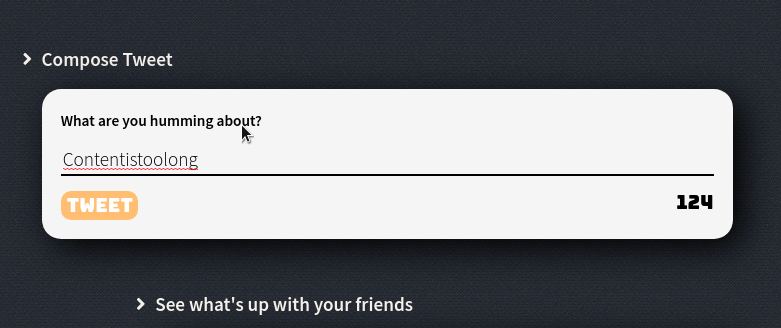 Compose Tweet
What are you humming about?
Contentistoolong
TWEET
124
See what's up with your friends